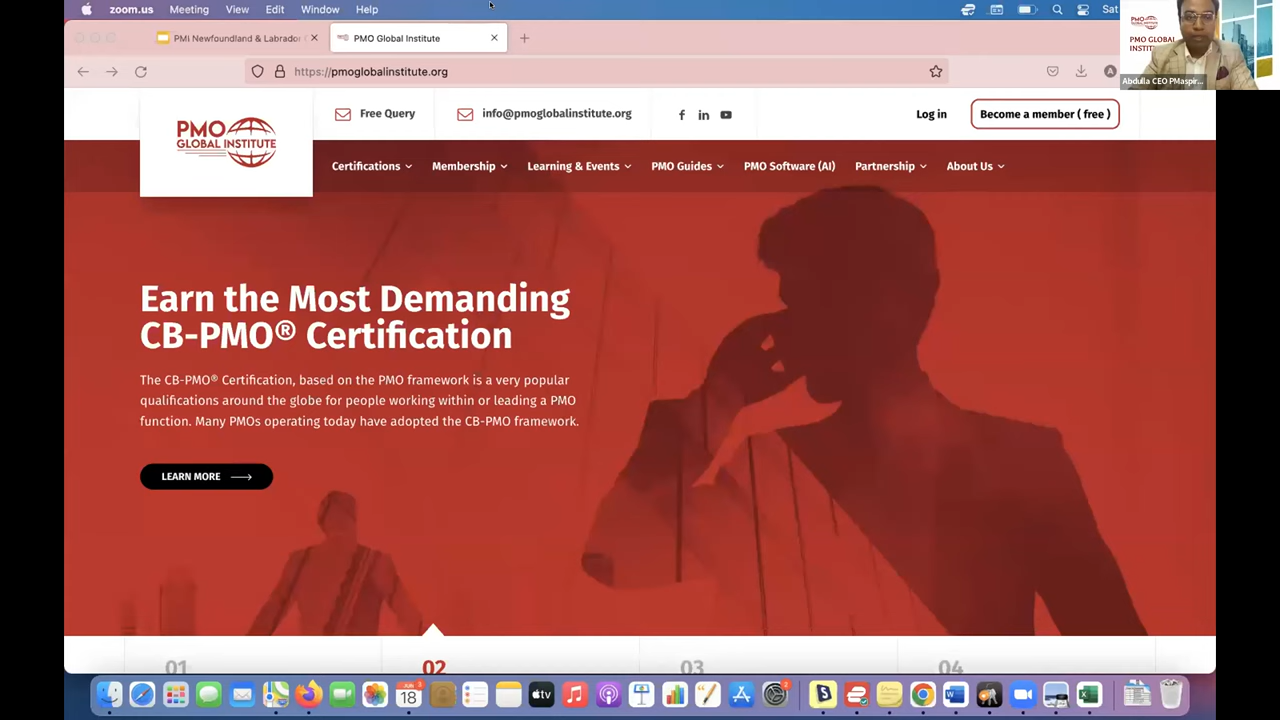 zoom.us Meeting View Edit Window Help Sat
PMI Newfoundland & Labrador
PMO Global Institute
https://pmoglobalinstitute.org
PMO GLOBAL
Abdulla CEO PMaspir...
Free Query
info@pmoglobalinstitute.org
Log in
Become a member ( free )
PMO
GLOBAL INSTITUTE
Certifications Membership Learning & Events PMO Guides PMO Software (AI) Partnership About Us
Earn the Most Demanding
CB-PMO® Certification
The CB-PMO® Certification, based on the PMO framework is a very popular
qualifications around the globe for people working within or leading a PMO
function. Many PMOs operating today have adopted the CB-PMO framework.
LEARN MORE
01 02 03 04
JUN
18
tv